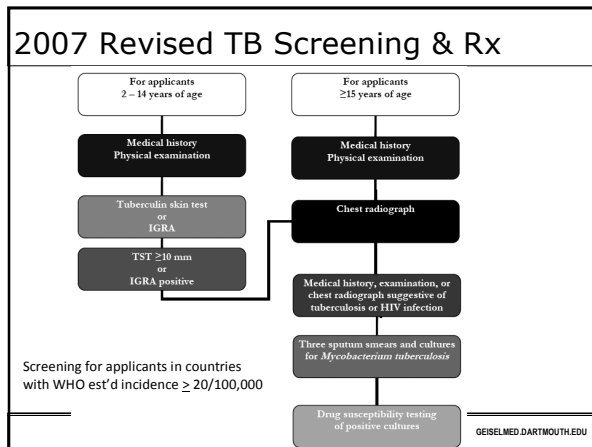 2007 Revised TB Screening & Rx
For applicants
2 – 14 years of age
Medical history
Physical examination
Tuberculin skin test
or
IGRA
TST ≥10 mm
or
IGRA positive
For applicants
≥15 years of age
Medical history
Physical examination
Chest radiograph
Medical history, examination, or
chest radiograph suggestive of
tuberculosis or HIV infection
Three sputum smears and cultures
for Mycobacterium tuberculosis
Drug susceptibility testing
of positive cultures
Screening for applicants in countries
with WHO est’d incidence ≥ 20/100,000
GEISELMED.DARTMOUTH.EDU